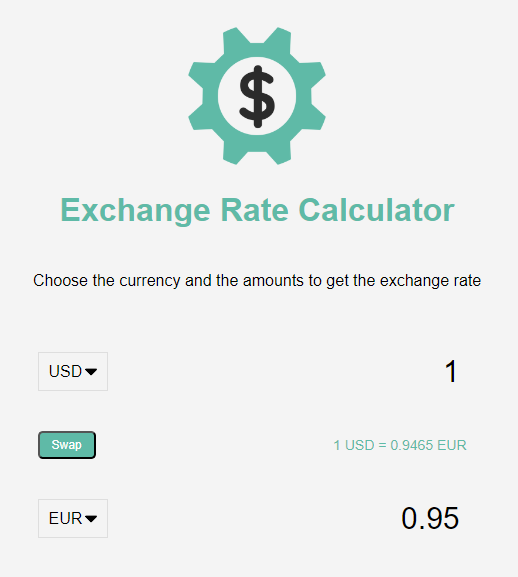 $
Exchange Rate Calculator
Choose the currency and the amounts to get the exchange rate
USD 1
Swap 1 USD = 0.9465 EUR
EUR 0.95